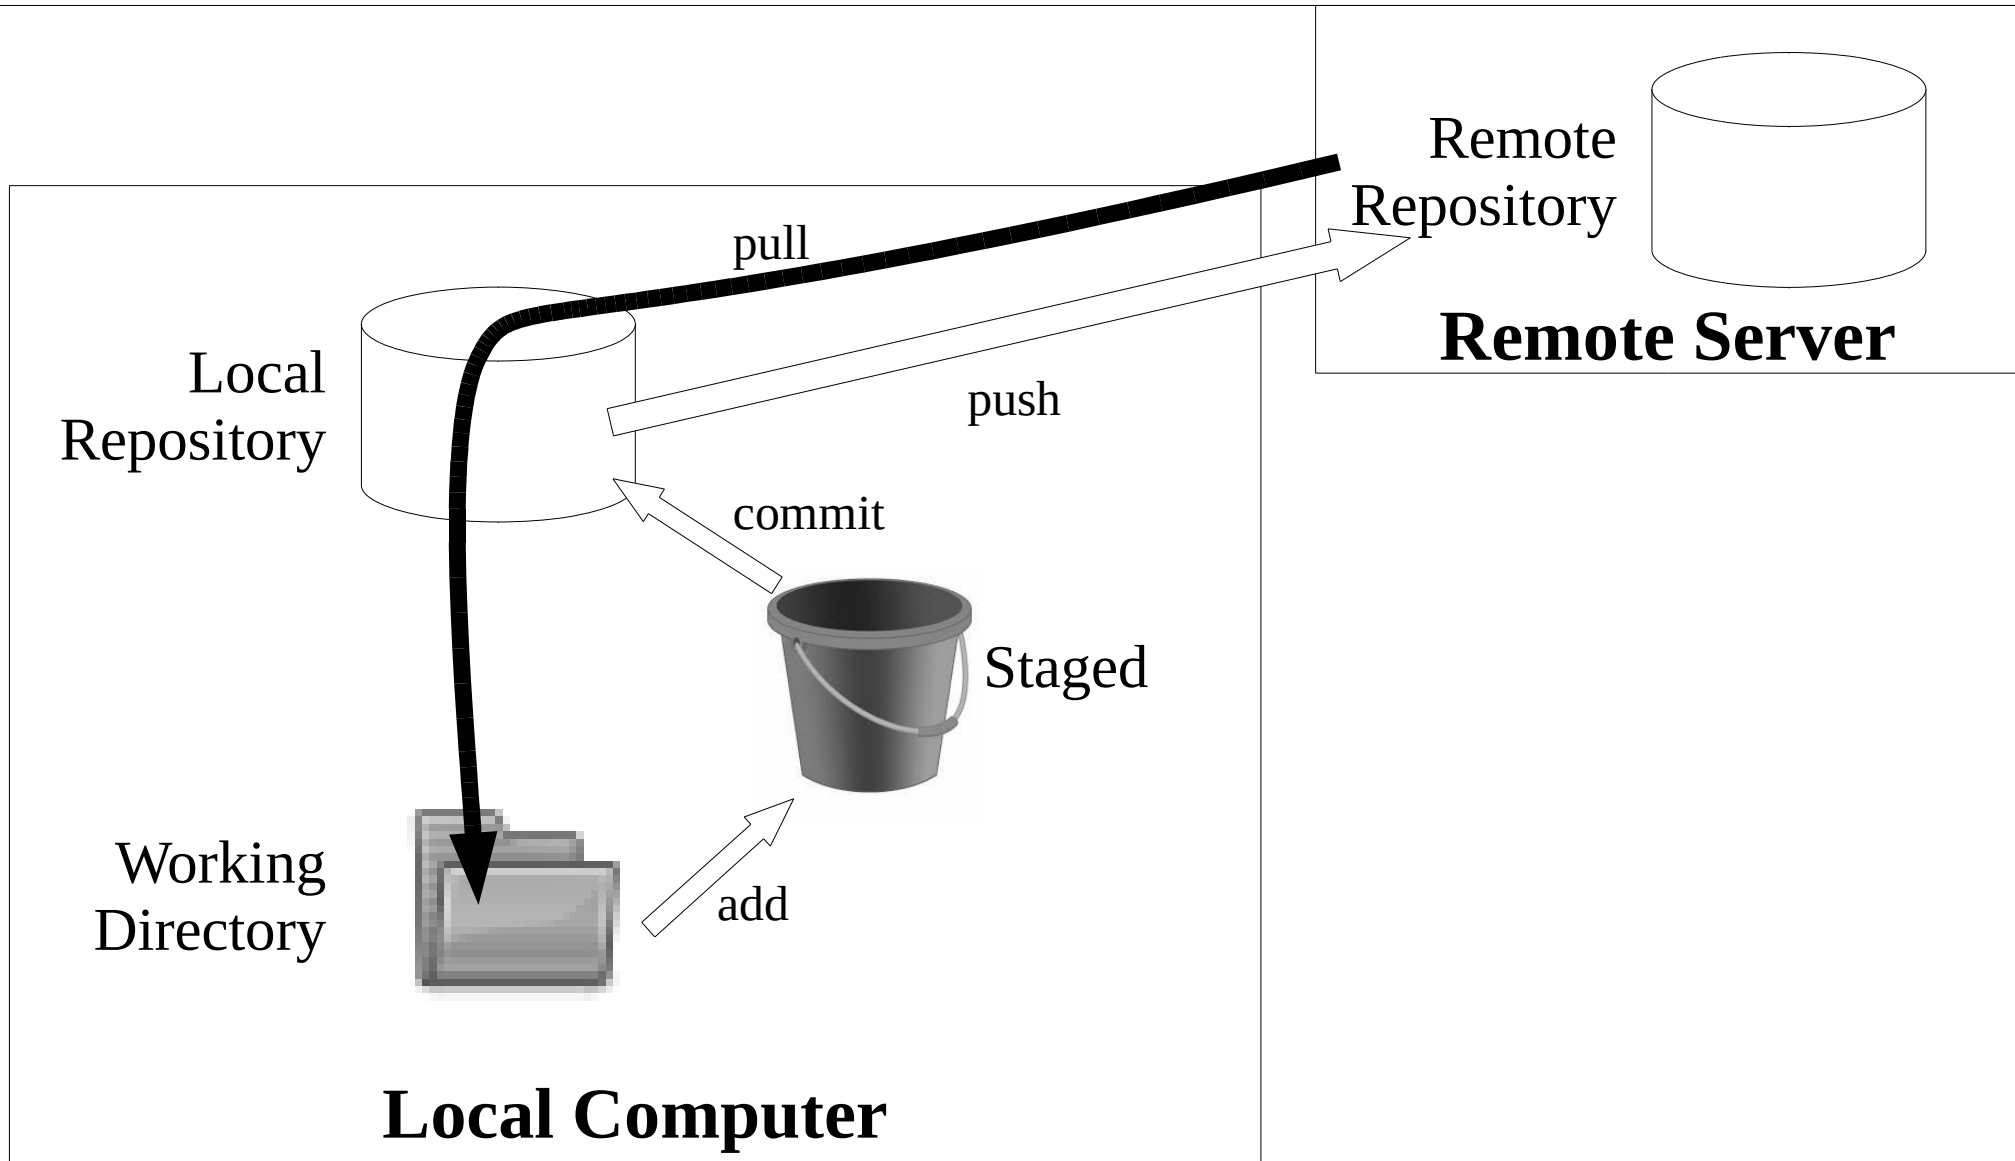 Remote
Repository
Remote Server
pull
push
Local
Repository
commit
Staged
Working
Directory
add
Local Computer